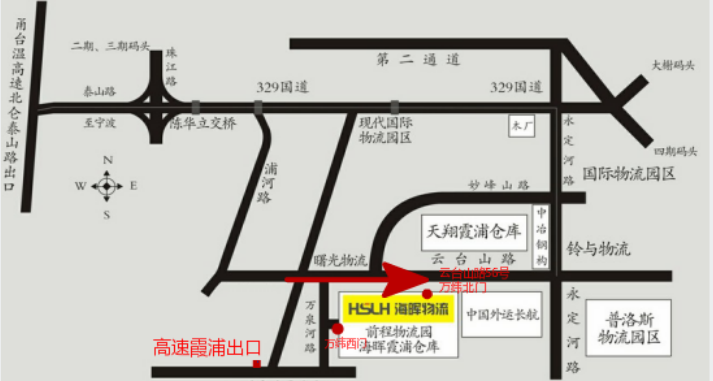 甬台温高速北仑泰山路出口
二期、三期码头
珠江路
第二通道
大榭码头
泰山路
329国道
329国道
至宁波
陈华立交桥
现代国际
物流园区
木厂
永定河路
四期码头
国际物流园区
N
W
E
S
浦河路
妙峰山路
天翔霞浦仓库
中冶钢构
铃与物流
曙光物流
云台山路
云台山路56号
万纬北门
万泉河路
HSLH 海晖物流
前程物流园
海晖霞浦仓库
万纬西门
中国外运长航
永定河路
普洛斯
物流园区
高速霞浦出口